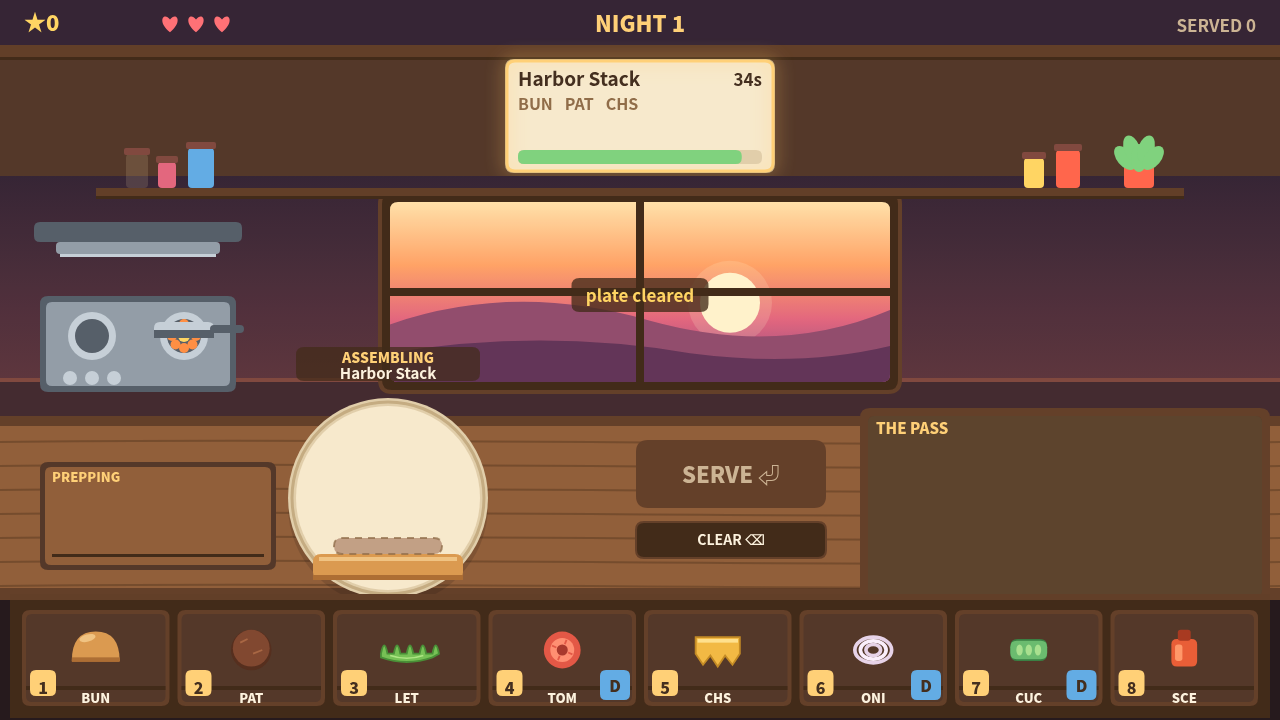 ★0
NIGHT 1
SERVED 0
Harbor Stack 34s
BUN PAT CHS
plate cleared
ASSEMBLING
Harbor Stack
THE PASS
PREPPING
SERVE ⏎
CLEAR ⌫
1 BUN
2 PAT
3 LET
4 TOM D
5 CHS
6 ONI D
7 CUC D
8 SCE